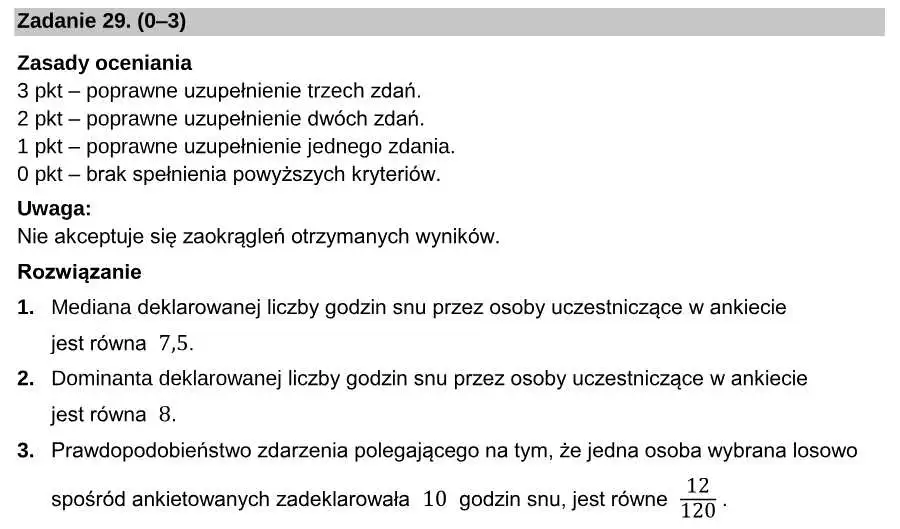 Zadanie 29. (0–3)
Zasady oceniania
3 pkt – poprawne uzupełnienie trzech zdań.
2 pkt – poprawne uzupełnienie dwóch zdań.
1 pkt – poprawne uzupełnienie jednego zdania.
0 pkt – brak spełnienia powyższych kryteriów.
Uwaga:
Nie akceptuje się zaokrągleń otrzymanych wyników.
Rozwiązanie
1. Mediana deklarowanej liczby godzin snu przez osoby uczestniczące w ankiecie
jest równa 7,5.
2. Dominanta deklarowanej liczby godzin snu przez osoby uczestniczące w ankiecie
jest równa 8.
3. Prawdopodobieństwo zdarzenia polegającego na tym, że jedna osoba wybrana losowo
spośród ankietowanych zadeklarowała 10 godzin snu, jest równe 12/120.